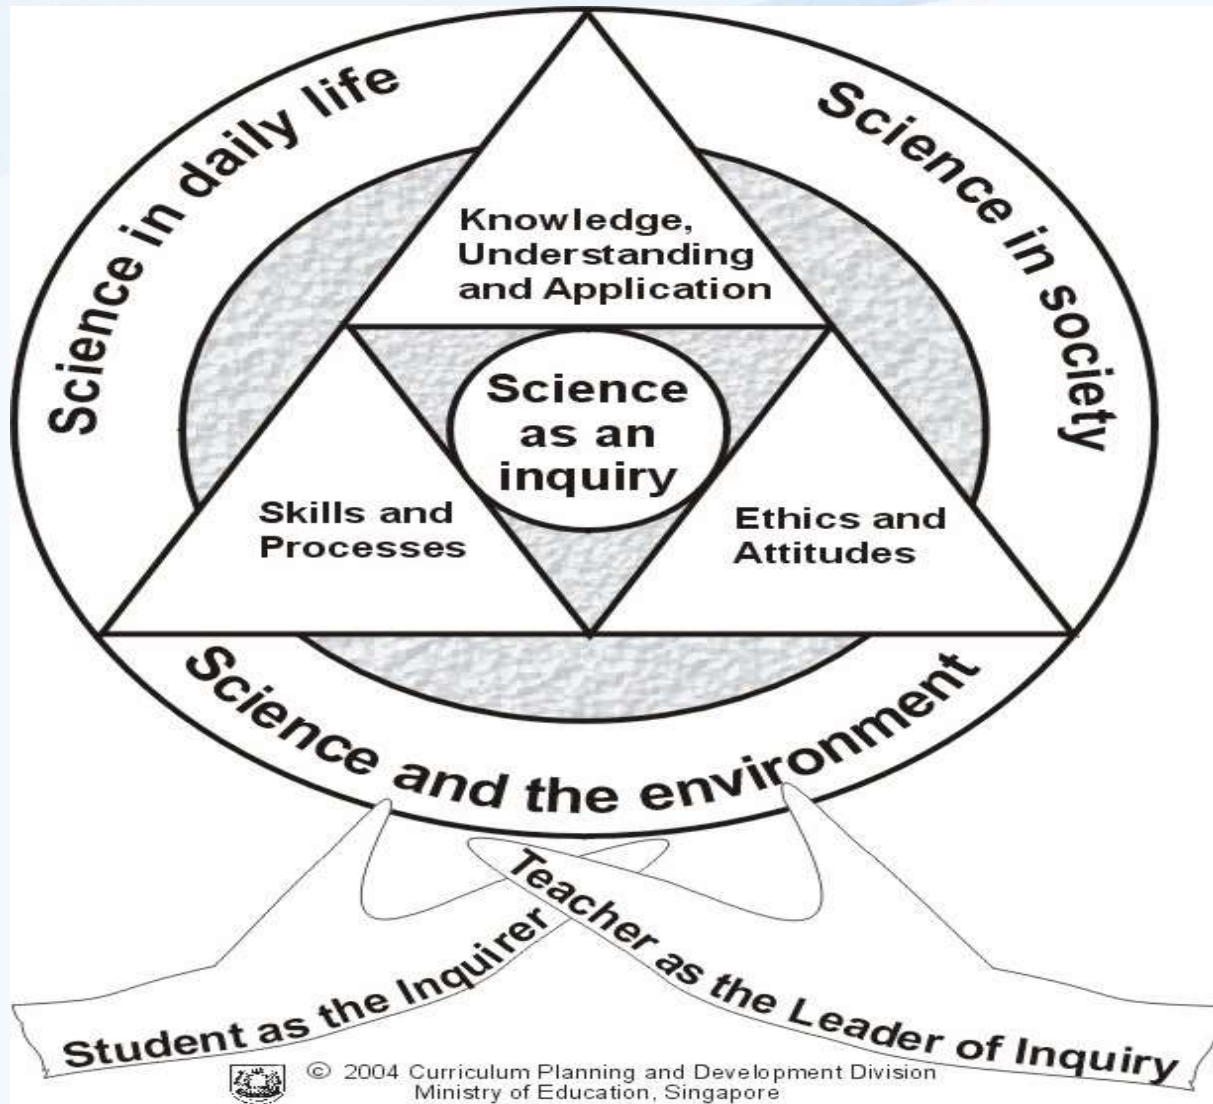 Science in daily life
Science in society
Knowledge,
Understanding
and Application
Science
as an
inquiry
Skills and
Processes
Ethics and
Attitudes
Science and the environment
Student as the Inquirer
Teacher as the Leader of Inquiry
© 2004 Curriculum Planning and Development Division
Ministry of Education, Singapore